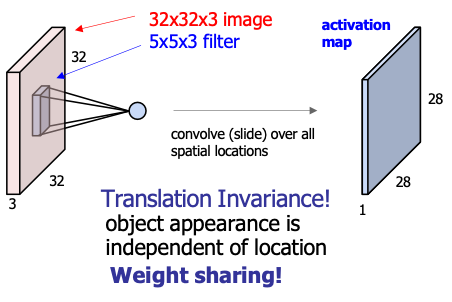 32x32x3 image
5x5x3 filter
32
32
3
convolve (slide) over all
spatial locations
activation
map
28
28
1
Translation Invariance!
object appearance is
independent of location
Weight sharing!